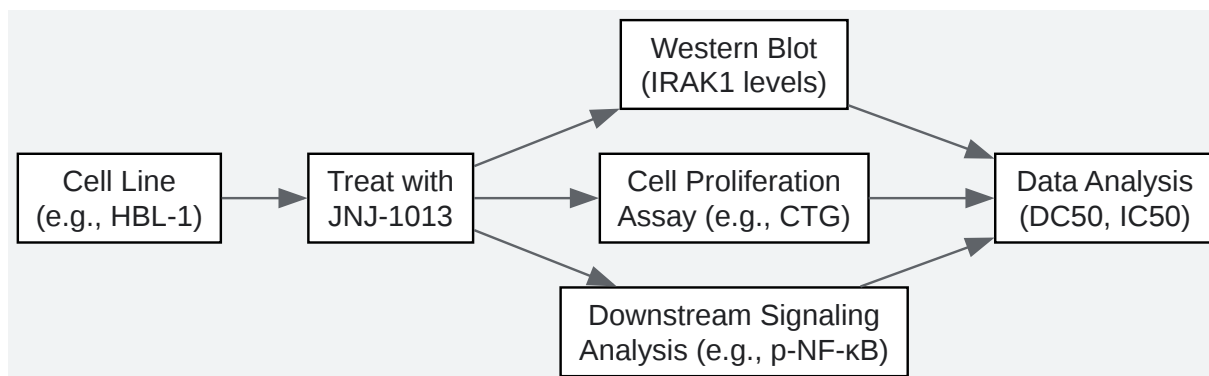 Western Blot
(IRAK1 levels)
Cell Line
(e.g., HBL-1)
Treat with
JNJ-1013
Cell Proliferation
Assay (e.g., CTG)
Data Analysis
(DC50, IC50)
Downstream Signaling
Analysis (e.g., p-NF-κB)